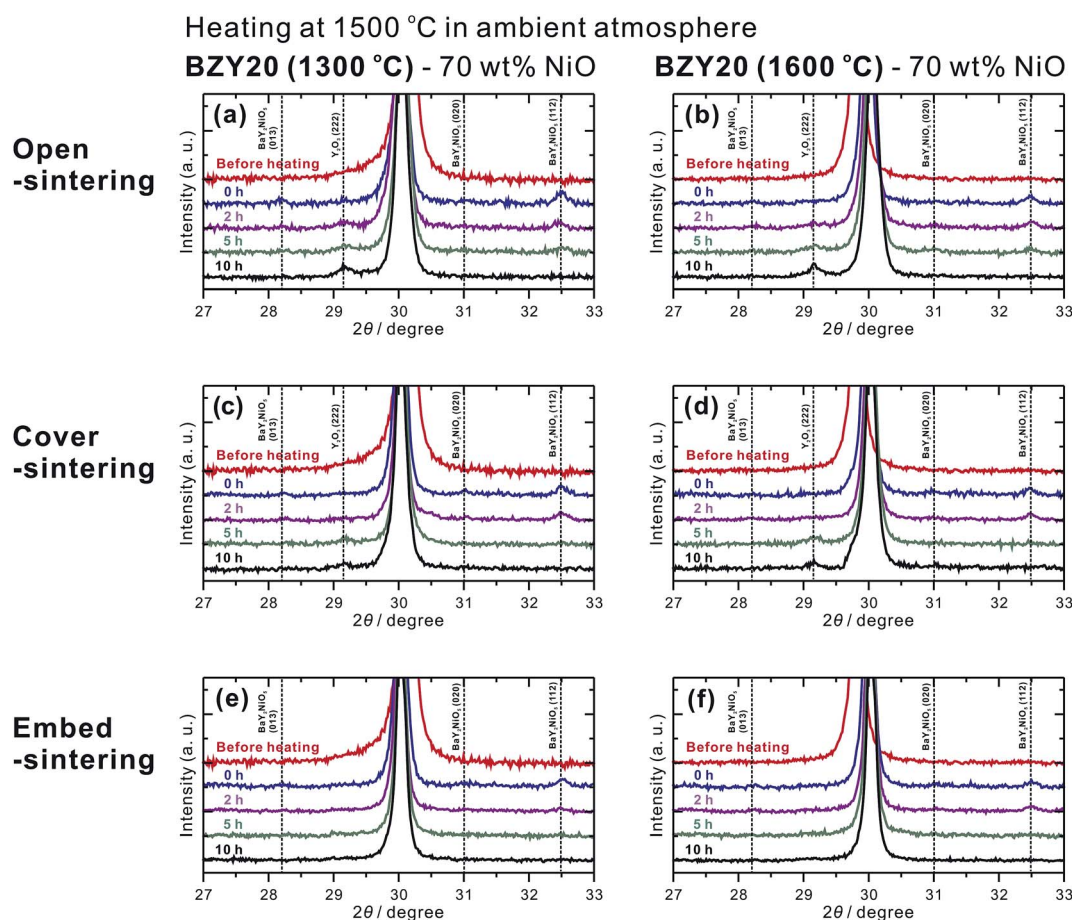 Heating at 1500 °C in ambient atmosphere
BZY20 (1300 °C) - 70 wt% NiO
BZY20 (1600 °C) - 70 wt% NiO
Open
-sintering
(a)
BaY₂NiO₅
(013)
Y₂O₃ (222)
BaY₂NiO₅ (020)
BaY₂NiO₅ (112)
Before heating
0 h
2 h
5 h
10 h
Intensity (a. u.)
27 28 29 30 31 32 33
2θ / degree
(b)
BaY₂NiO₅
(013)
Y₂O₃ (222)
BaY₂NiO₅ (020)
BaY₂NiO₅ (112)
Before heating
0 h
2 h
5 h
10 h
Intensity (a. u.)
27 28 29 30 31 32 33
2θ / degree
Cover
-sintering
(c)
BaY₂NiO₅
(013)
Y₂O₃ (222)
BaY₂NiO₅ (020)
BaY₂NiO₅ (112)
Before heating
0 h
2 h
5 h
10 h
Intensity (a. u.)
27 28 29 30 31 32 33
2θ / degree
(d)
BaY₂NiO₅
(013)
Y₂O₃ (222)
BaY₂NiO₅ (020)
BaY₂NiO₅ (112)
Before heating
0 h
2 h
5 h
10 h
Intensity (a. u.)
27 28 29 30 31 32 33
2θ / degree
Embed
-sintering
(e)
BaY₂NiO₅
(013)
BaY₂NiO₅ (020)
BaY₂NiO₅ (112)
Before heating
0 h
2 h
5 h
10 h
Intensity (a. u.)
27 28 29 30 31 32 33
2θ / degree
(f)
BaY₂NiO₅
(013)
BaY₂NiO₅ (020)
BaY₂NiO₅ (112)
Before heating
0 h
2 h
5 h
10 h
Intensity (a. u.)
27 28 29 30 31 32 33
2θ / degree